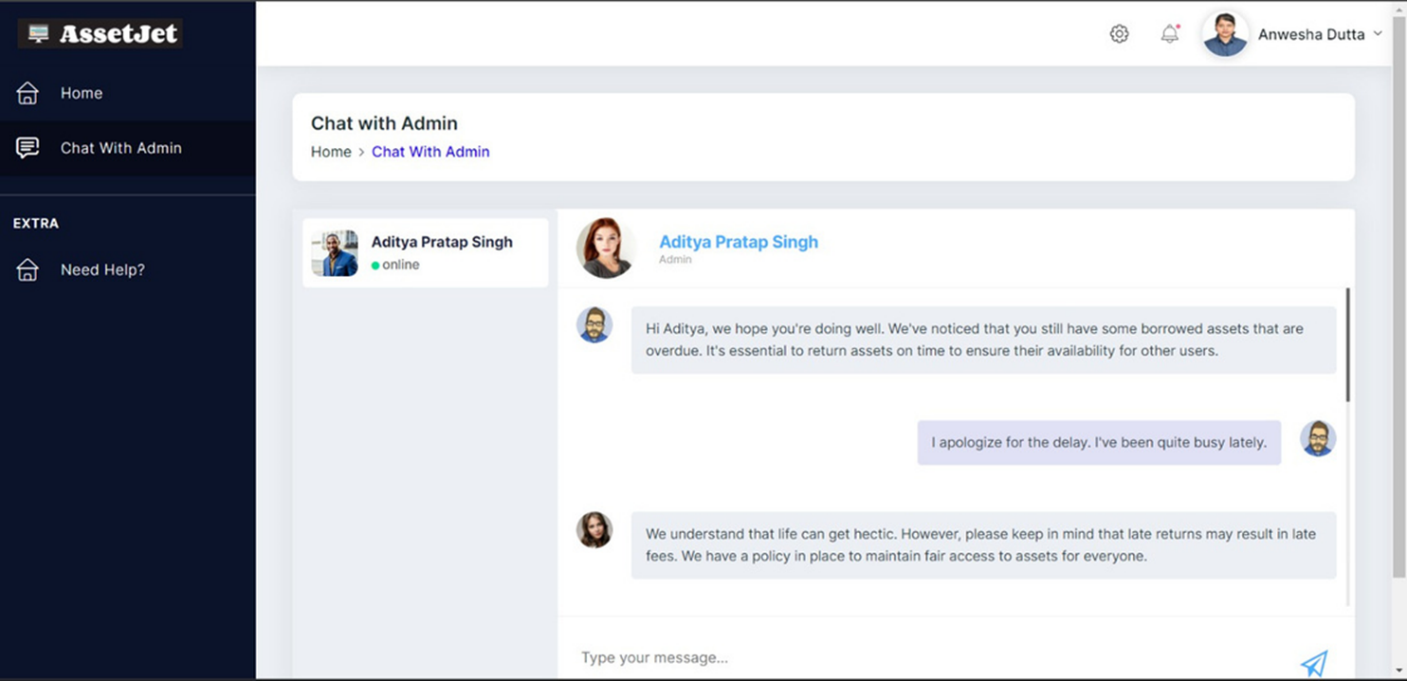 AssetJet
Anwesha Dutta
Home
Chat With Admin
EXTRA
Need Help?
Chat with Admin
Home > Chat With Admin
Aditya Pratap Singh
online
Aditya Pratap Singh
Admin
Hi Aditya, we hope you're doing well. We've noticed that you still have some borrowed assets that are
overdue. It's essential to return assets on time to ensure their availability for other users.
I apologize for the delay. I've been quite busy lately.
We understand that life can get hectic. However, please keep in mind that late returns may result in late
fees. We have a policy in place to maintain fair access to assets for everyone.
Type your message...